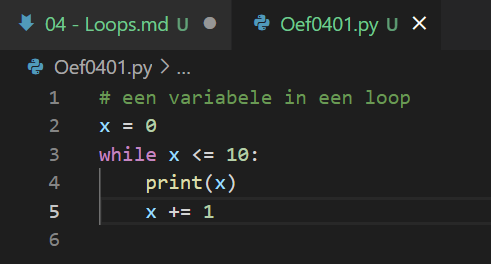 04 - Loops.md U
Oef0401.py U
Oef0401.py > ...
1 # een variabele in een loop
2 x = 0
3 while x <= 10:
4     print(x)
5     x += 1
6